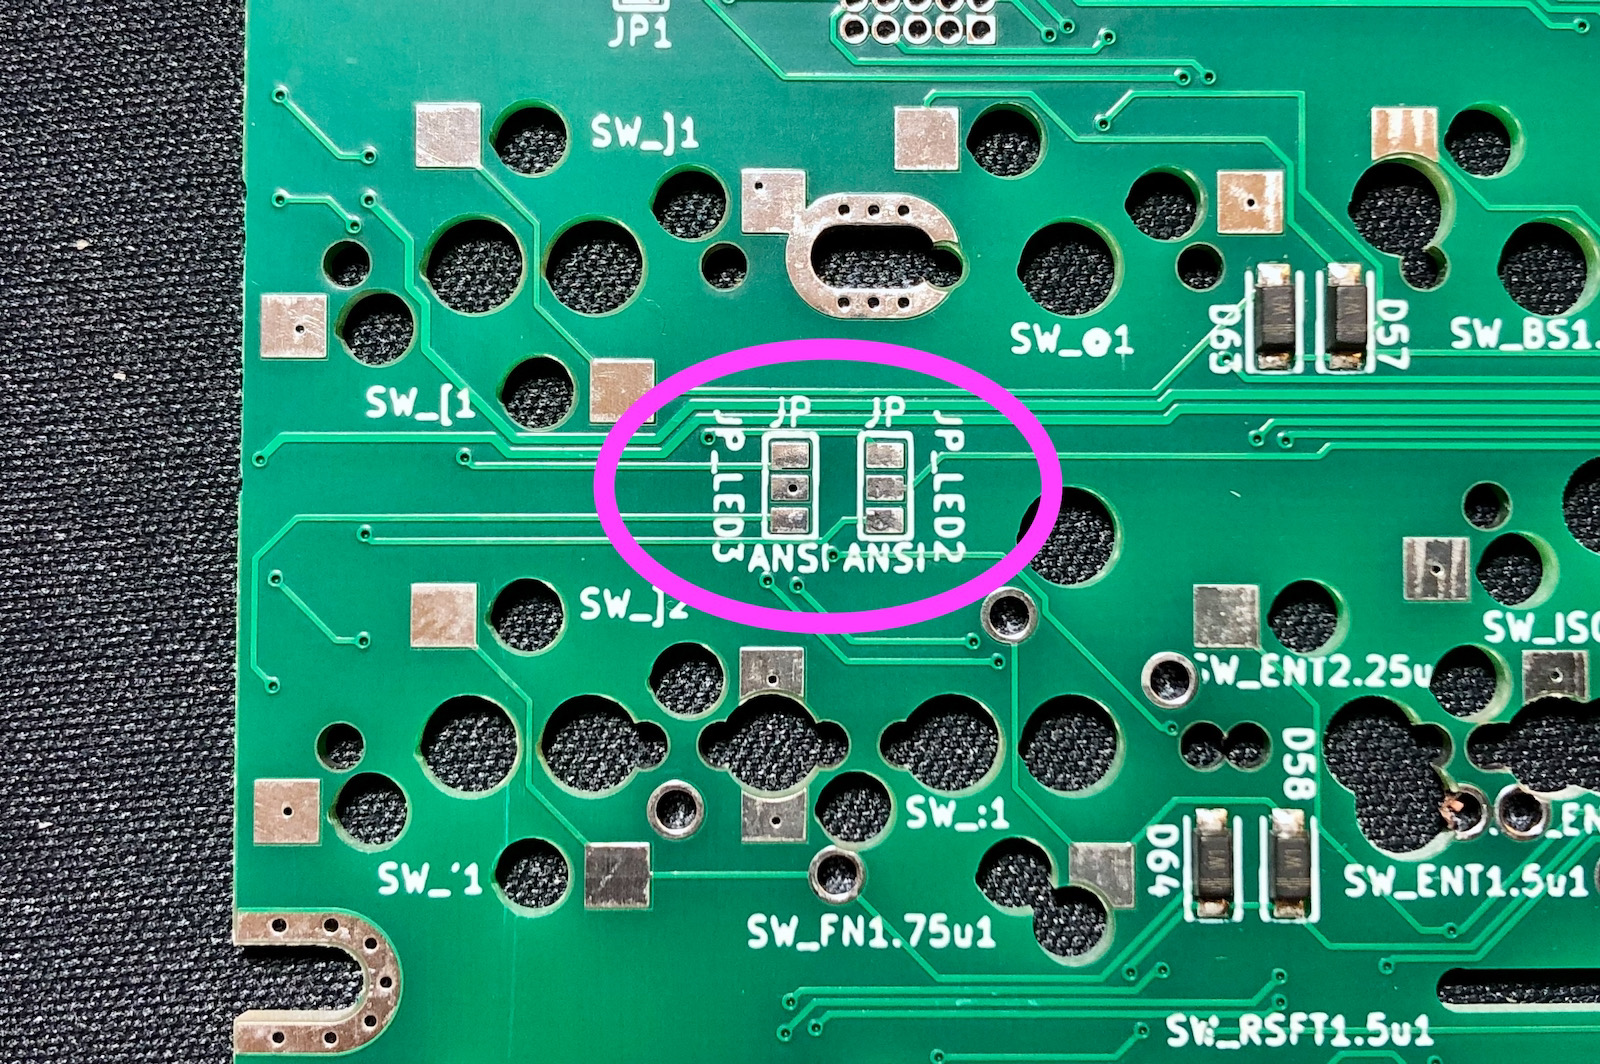 JP1
SW_]1
SW_@1
D63
D57
SW_BS1.
SW_[1
JP
JP
JP_LED3
JP_LED2
ANSI
ANSI
SW_]2
SW_ISO
SW_ENT2.25u
D58
SW_:1
D64
SW_'1
SW_ENT1.5u1
SW_FN1.75u1
SW_RSFT1.5u1